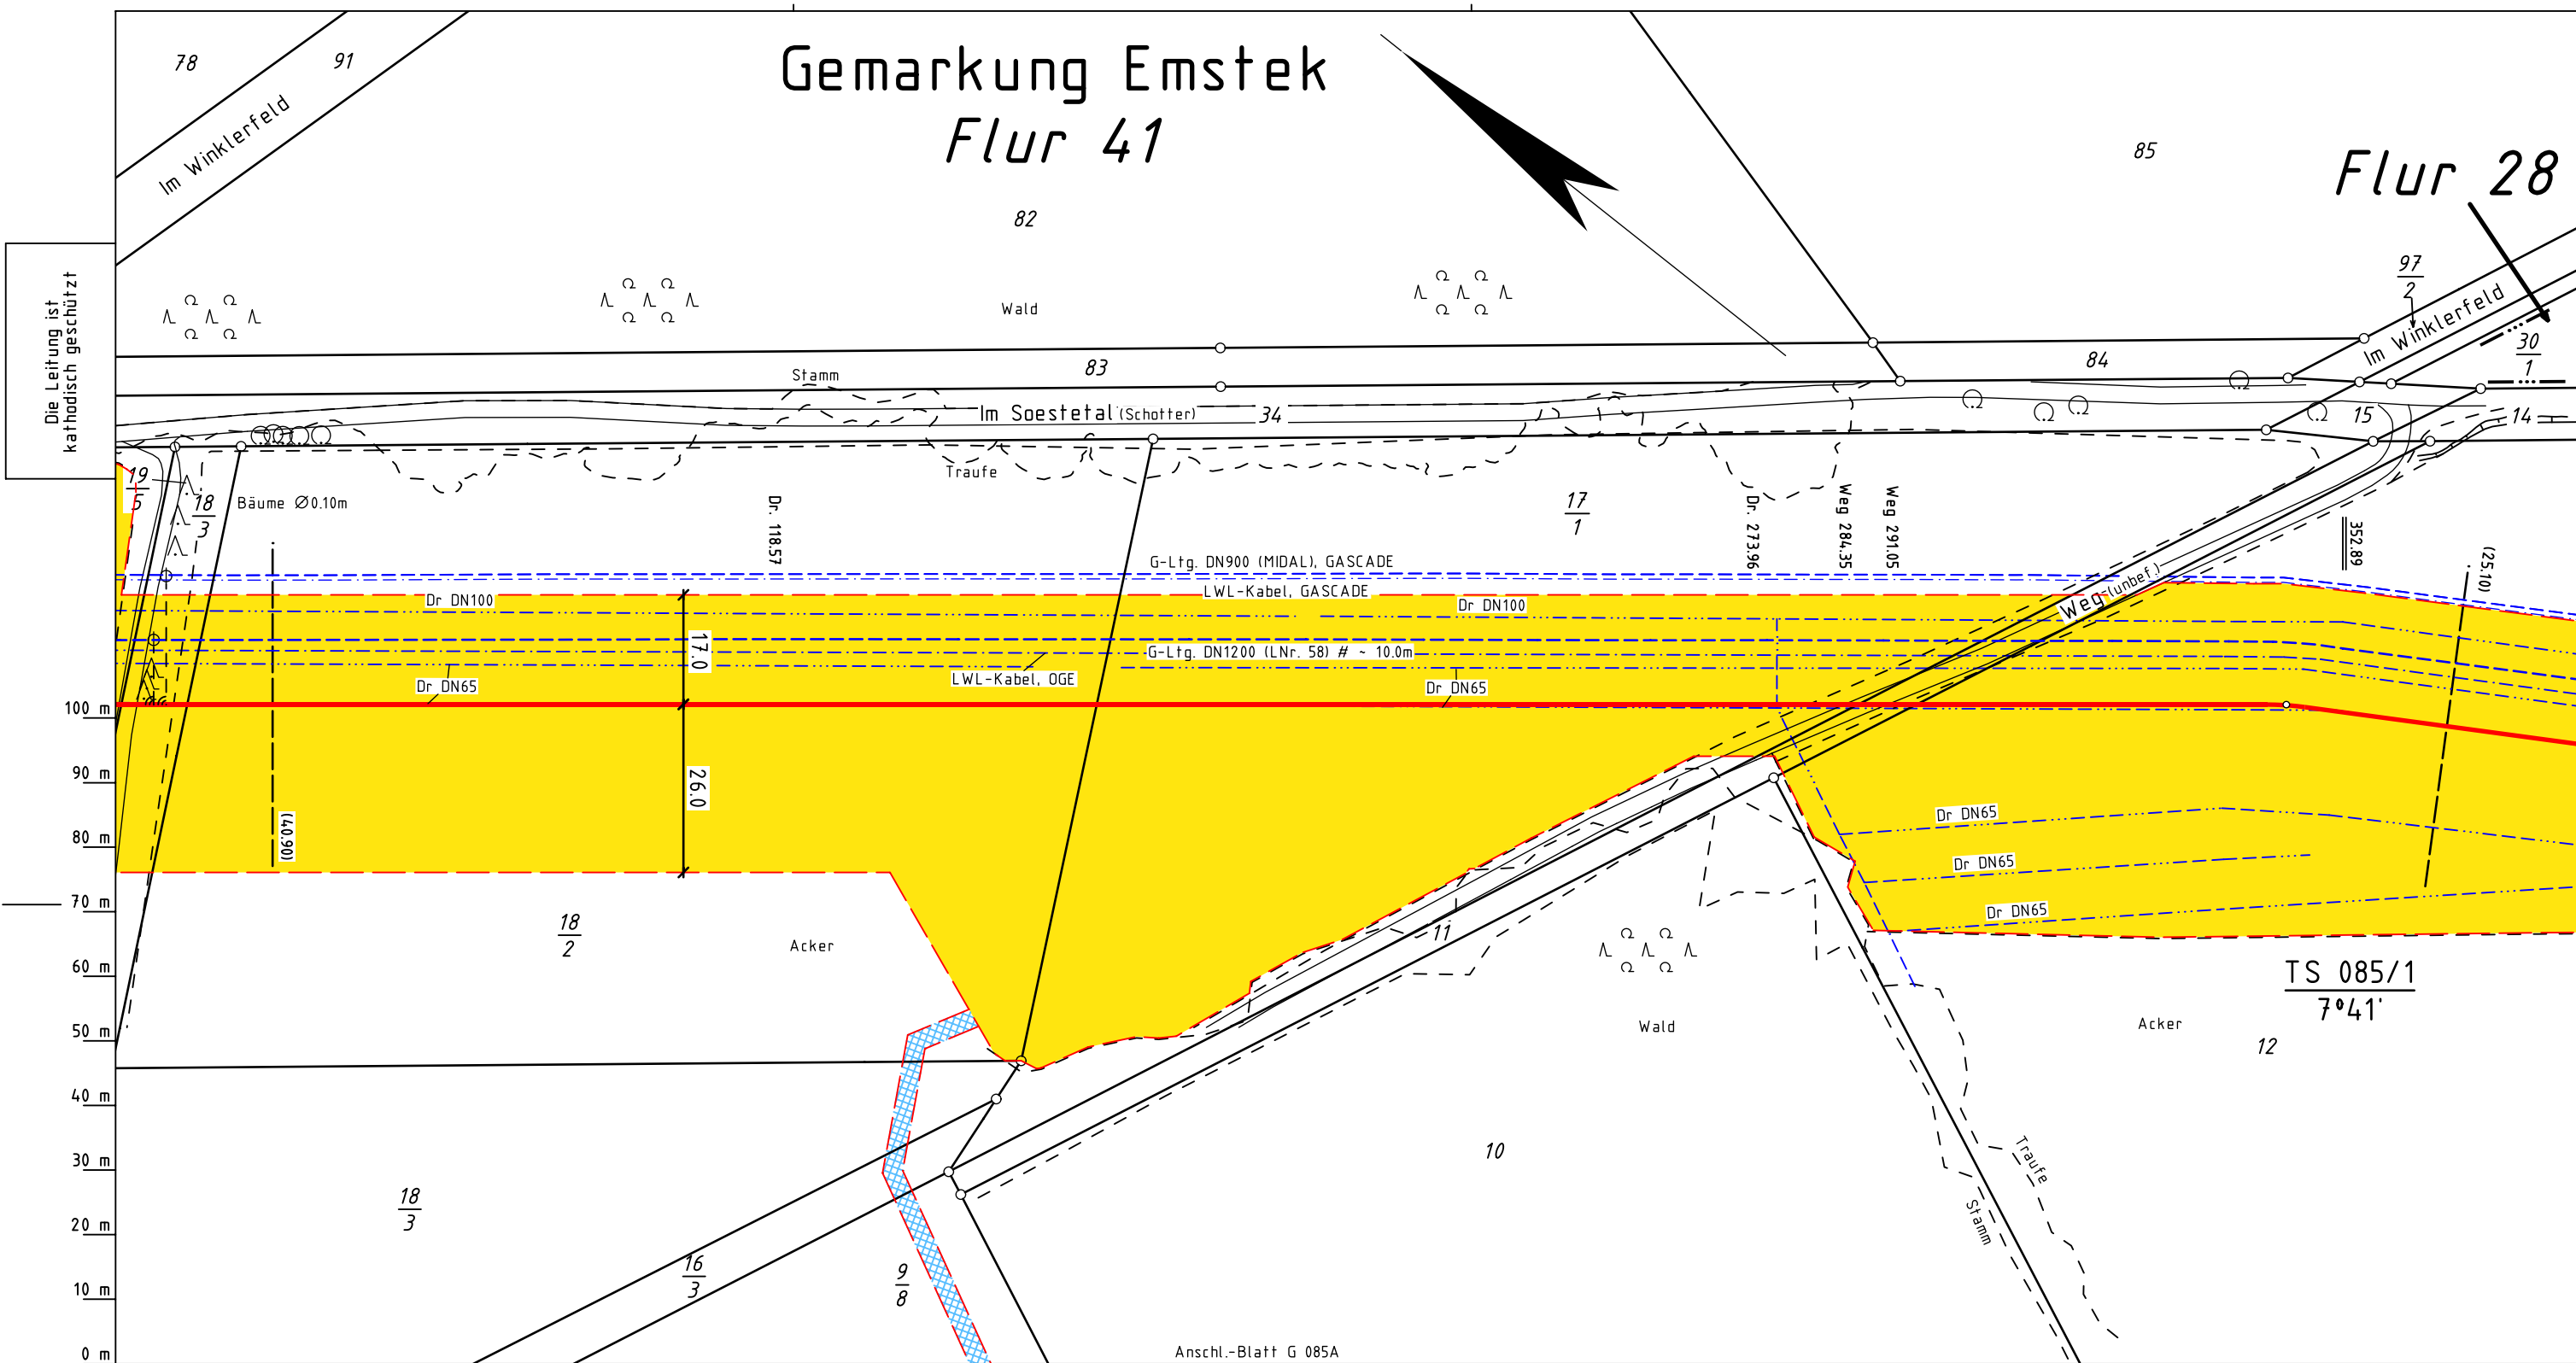 Gemarkung Emstek
Flur 41
Flur 28
78
91
Im Winklerfeld
82
85
97
2
Im Winklerfeld
30
1
Die Leitung ist
kathodisch geschützt
Wald
83
84
Stamm
Im Soestetal (Schotter)
34
15
14
Traufe
19
5
18
3
Bäume Ø0.10m
Dr. 118.57
17
1
Dr. 273.96
Weg 284.35
Weg 291.05
352.89
(25.10)
G-Ltg. DN900 (MIDAL), GASCADE
LWL-Kabel, GASCADE
Dr DN100
Dr DN100
Weg (unbef.)
17.0
G-Ltg. DN1200 (LNr. 58) # ~ 10.0m
LWL-Kabel, OGE
Dr DN65
Dr DN65
100 m
90 m
26.0
80 m
(40.90)
Dr DN65
Dr DN65
Dr DN65
70 m
18
2
Acker
11
60 m
TS 085/1
7°41'
50 m
Wald
Acker
12
40 m
30 m
10
Traufe
Stamm
18
3
20 m
16
3
9
8
10 m
0 m
Anschl.-Blatt G 085A